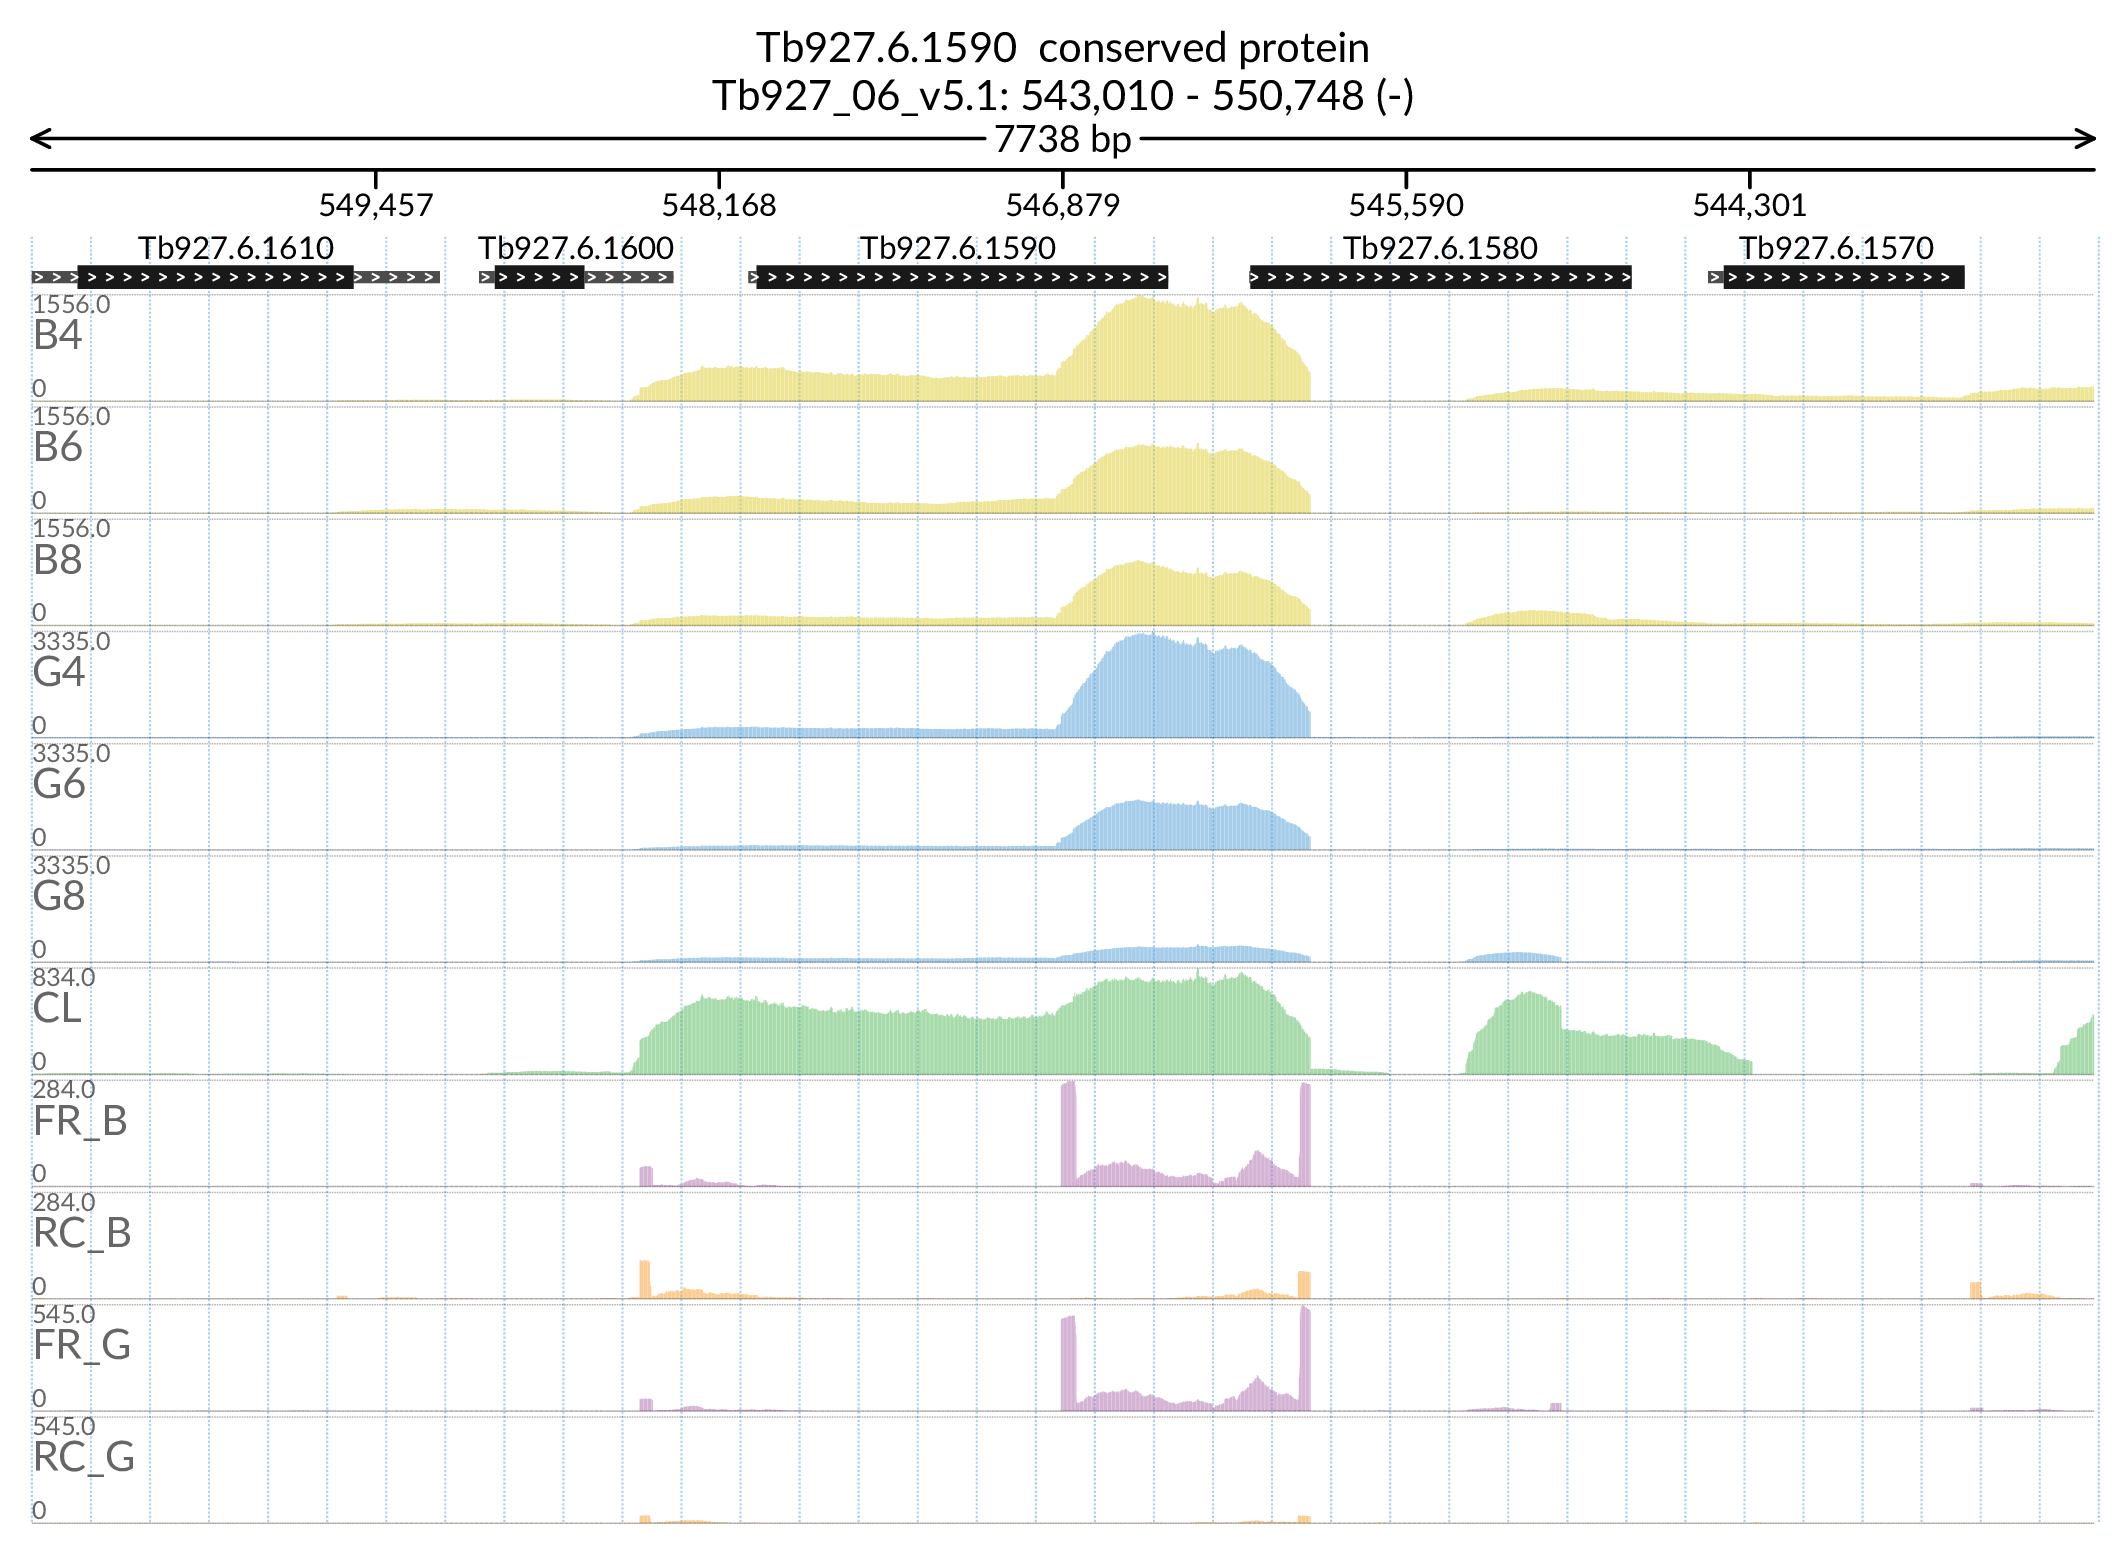 Tb927.6.1590 conserved protein
Tb927_06_v5.1: 543,010 - 550,748 (-)
7738 bp
549,457 548,168 546,879 545,590 544,301
Tb927.6.1610 Tb927.6.1600 Tb927.6.1590 Tb927.6.1580 Tb927.6.1570
1556.0
B4
0
1556.0
B6
0
1556.0
B8
0
3335.0
G4
0
3335.0
G6
0
3335.0
G8
0
834.0
CL
0
284.0
FR_B
0
284.0
RC_B
0
545.0
FR_G
0
545.0
RC_G
0